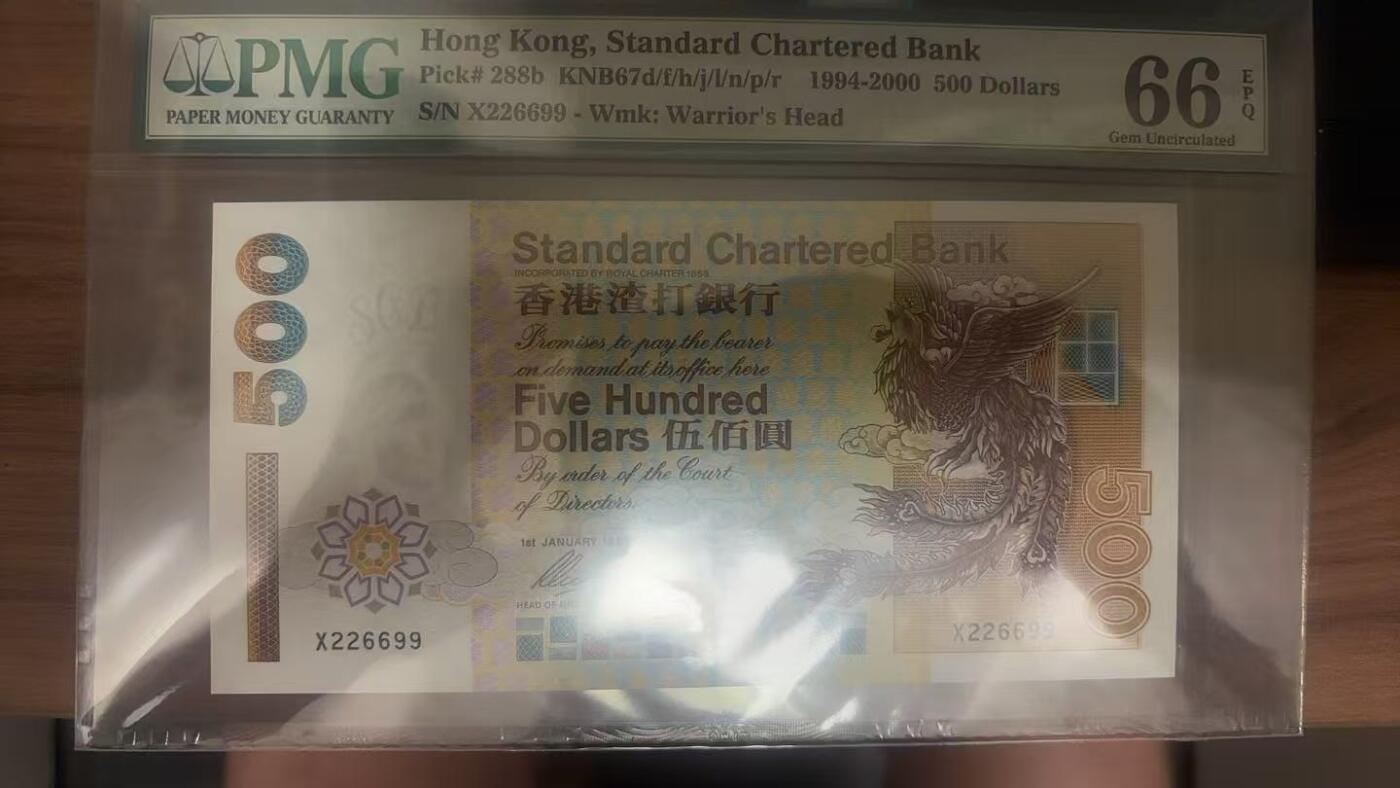 PMG
PAPER MONEY GUARANTY
Hong Kong, Standard Chartered Bank
Pick# 288b KNB67d/f/h/j/l/n/p/r 1994-2000 500 Dollars
S/N X226699 - Wmk: Warrior's Head
66
EPQ
Gem Uncirculated
500
Standard Chartered Bank
INCORPORATED BY ROYAL CHARTER 1853
香港渣打銀行
Promises to pay the bearer
on demand at its office here
Five Hundred
Dollars 伍佰圓
By order of the Court
of Directors.
1st JANUARY
HEAD OF
X226699
X226699
500